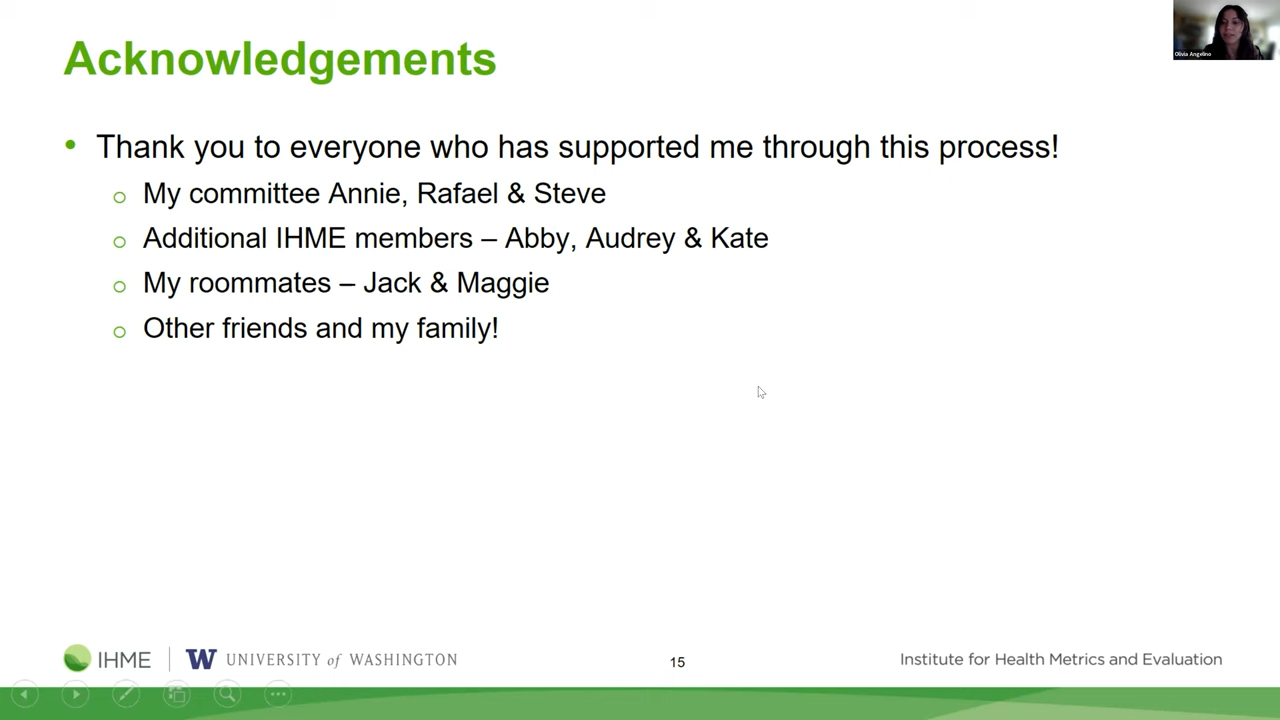 Acknowledgements
Olivia Angelino
• Thank you to everyone who has supported me through this process!
o My committee Annie, Rafael & Steve
o Additional IHME members – Abby, Audrey & Kate
o My roommates – Jack & Maggie
o Other friends and my family!
IHME | W UNIVERSITY of WASHINGTON
15
Institute for Health Metrics and Evaluation